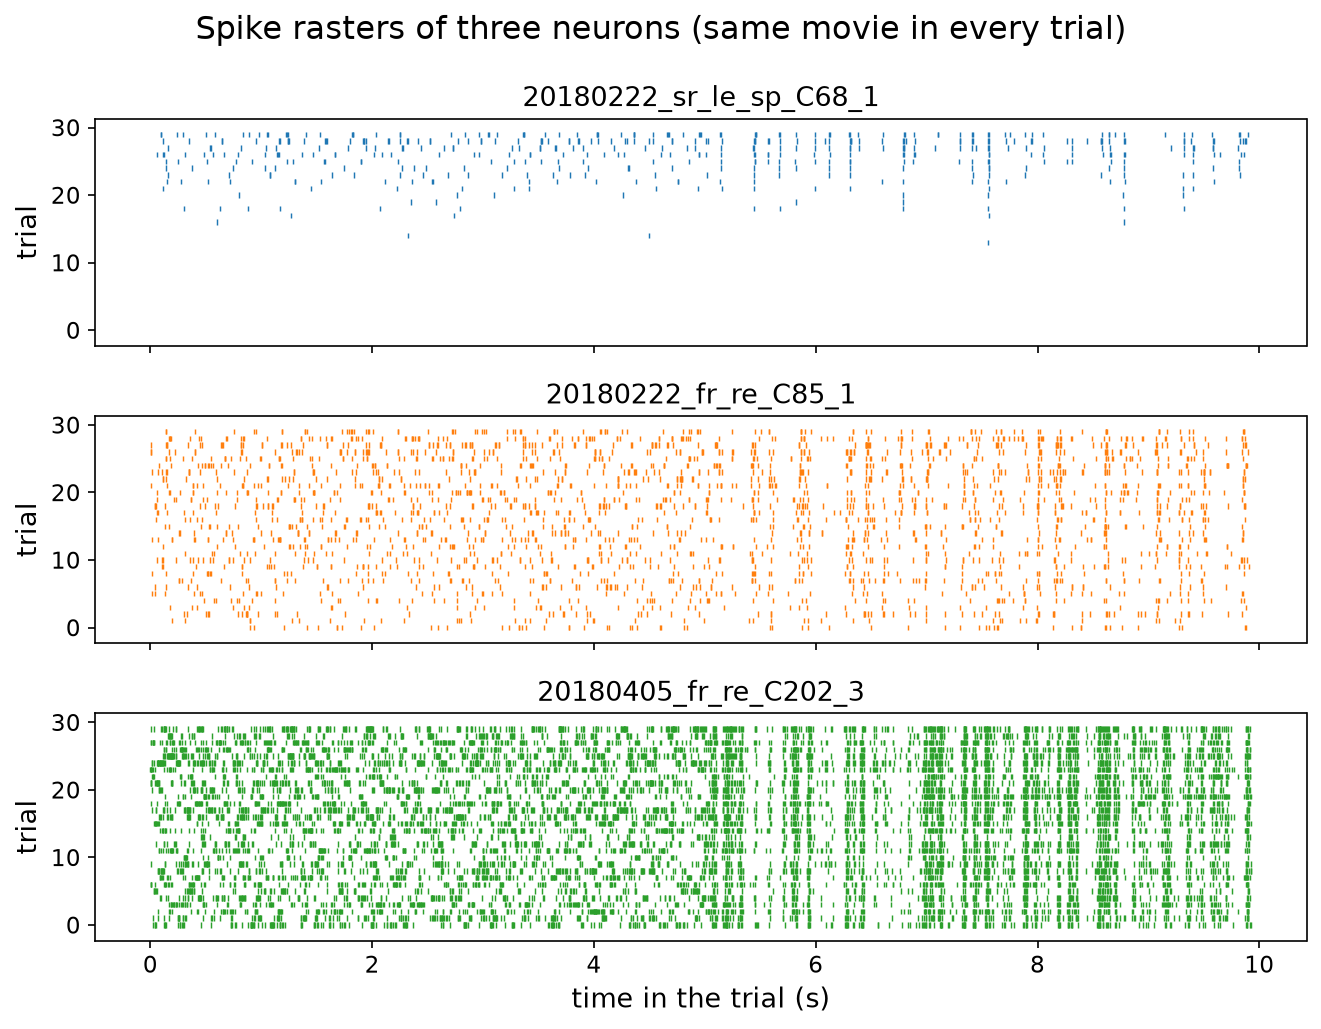 Spike rasters of three neurons (same movie in every trial)
20180222_sr_le_sp_C68_1
30
20
10
0
trial
20180222_fr_re_C85_1
30
20
10
0
trial
20180405_fr_re_C202_3
30
20
10
0
trial
0 2 4 6 8 10
time in the trial (s)